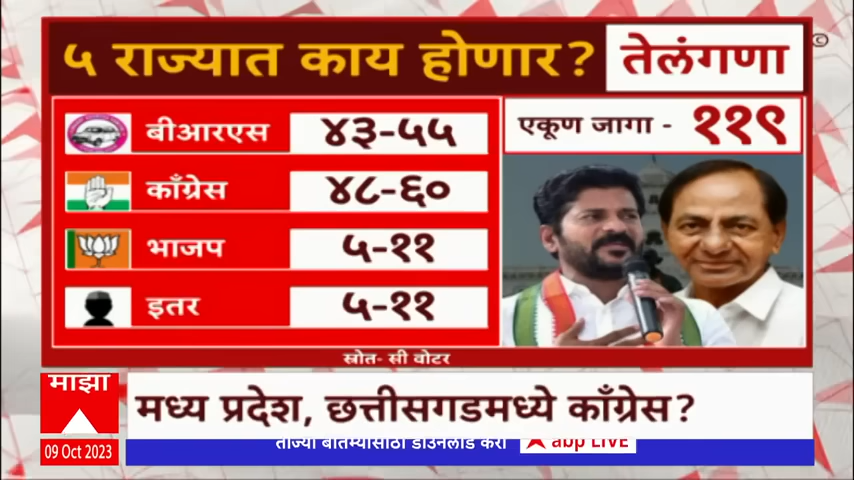 ५ राज्यात काय होणार?
तेलंगणा
©
बीआरएस ४३-५५
काँग्रेस ४८-६०
भाजप ५-११
इतर ५-११
एकूण जागा - ११९
स्रोत- सी वोटर
माझा
मध्य प्रदेश, छत्तीसगडमध्ये काँग्रेस?
09 Oct 2023
ताज्या बातम्यांसाठी डाऊनलोड करा abp LIVE